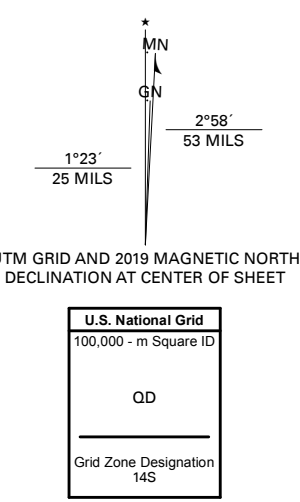 ★
MN
GN
2°58´
53 MILS
1°23´
25 MILS
UTM GRID AND 2019 MAGNETIC NORTH
DECLINATION AT CENTER OF SHEET
U.S. National Grid
100,000 - m Square ID
QD
Grid Zone Designation
14S